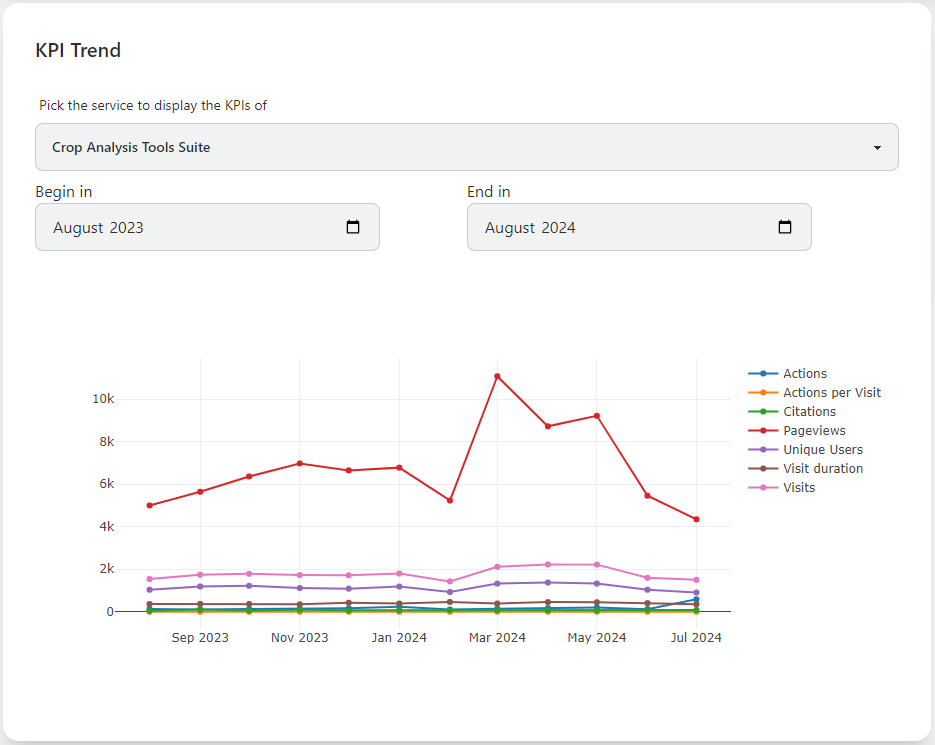 KPI Trend
Pick the service to display the KPIs of
Crop Analysis Tools Suite
Begin in
End in
August 2023
August 2024
10k
8k
6k
4k
2k
0
Sep 2023
Nov 2023
Jan 2024
Mar 2024
May 2024
Jul 2024
Actions
Actions per Visit
Citations
Pageviews
Unique Users
Visit duration
Visits